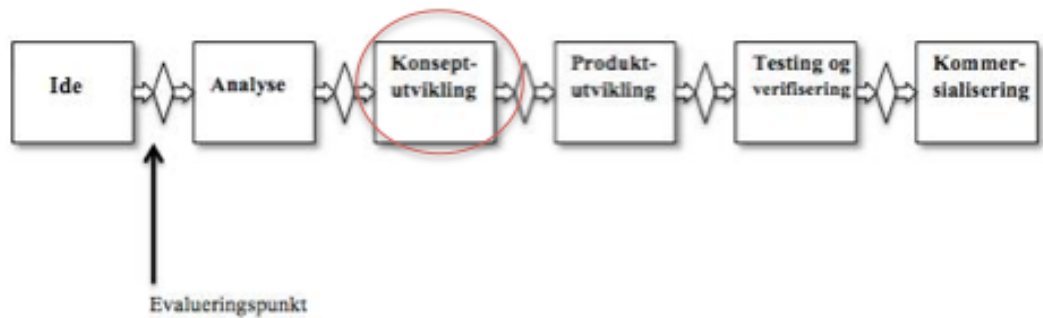 Ide
Analyse
Konsept-
utvikling
Produkt-
utvikling
Testing og
verifisering
Kommer-
sialisering
Evalueringspunkt